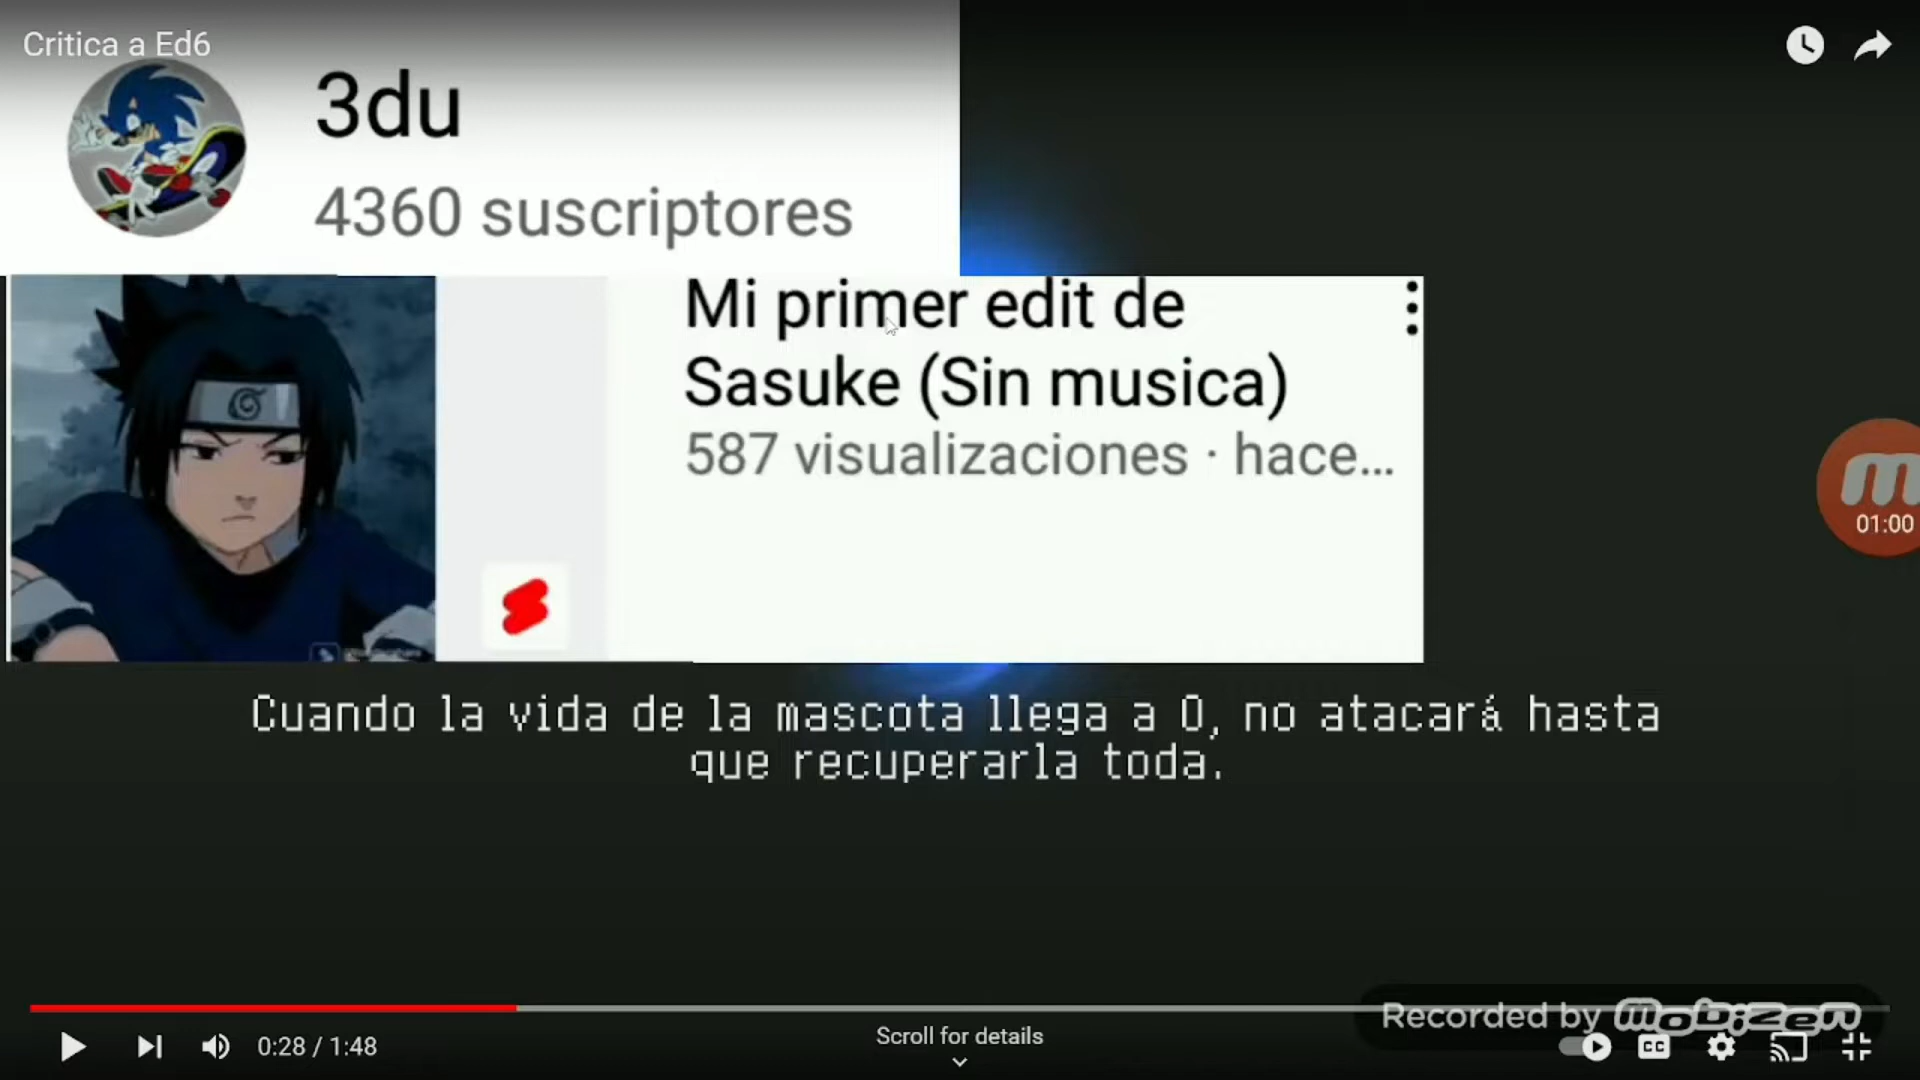 Critica a Ed6
3du
4360 suscriptores
Mi primer edit de
Sasuke (Sin musica)
587 visualizaciones · hace...
01:00
Cuando la vida de la mascota llega a 0, no atacará hasta
que recuperarla toda.
Recorded by mobizen
0:28 / 1:48
Scroll for details
CC